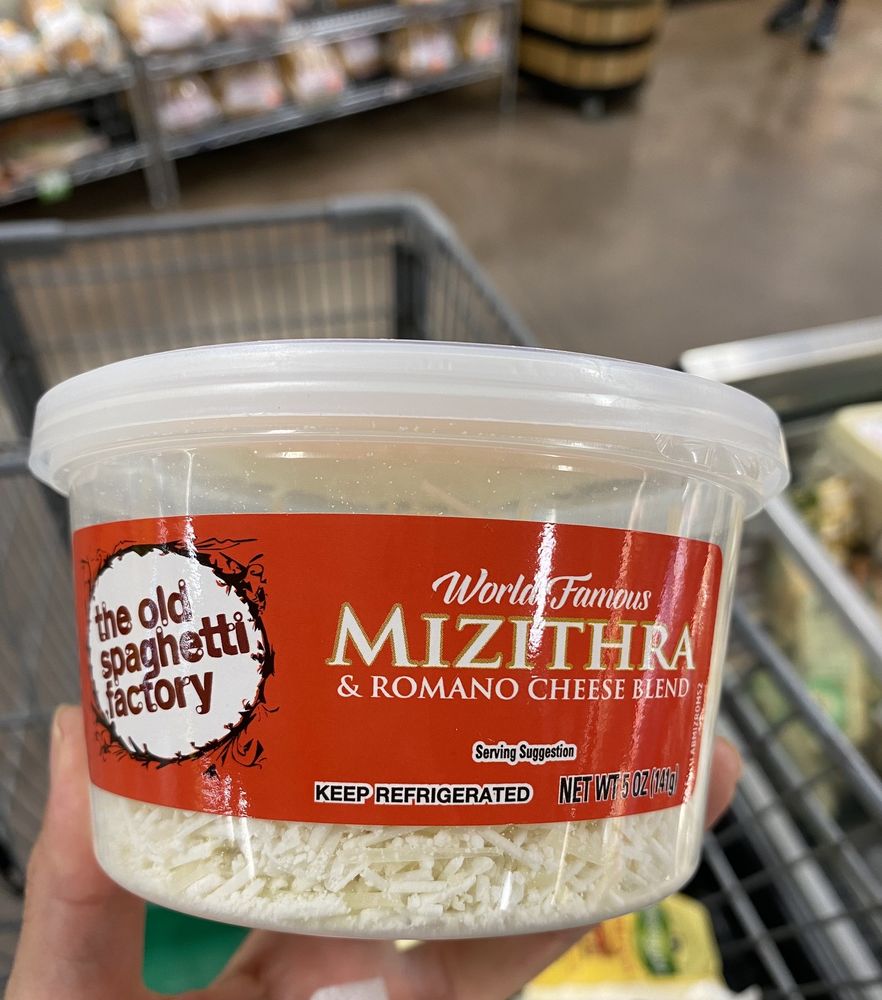 the old
spaghetti
factory
World Famous
MIZITHRA
& ROMANO CHEESE BLEND
Serving Suggestion
KEEP REFRIGERATED
NET WT 5 OZ (141g)